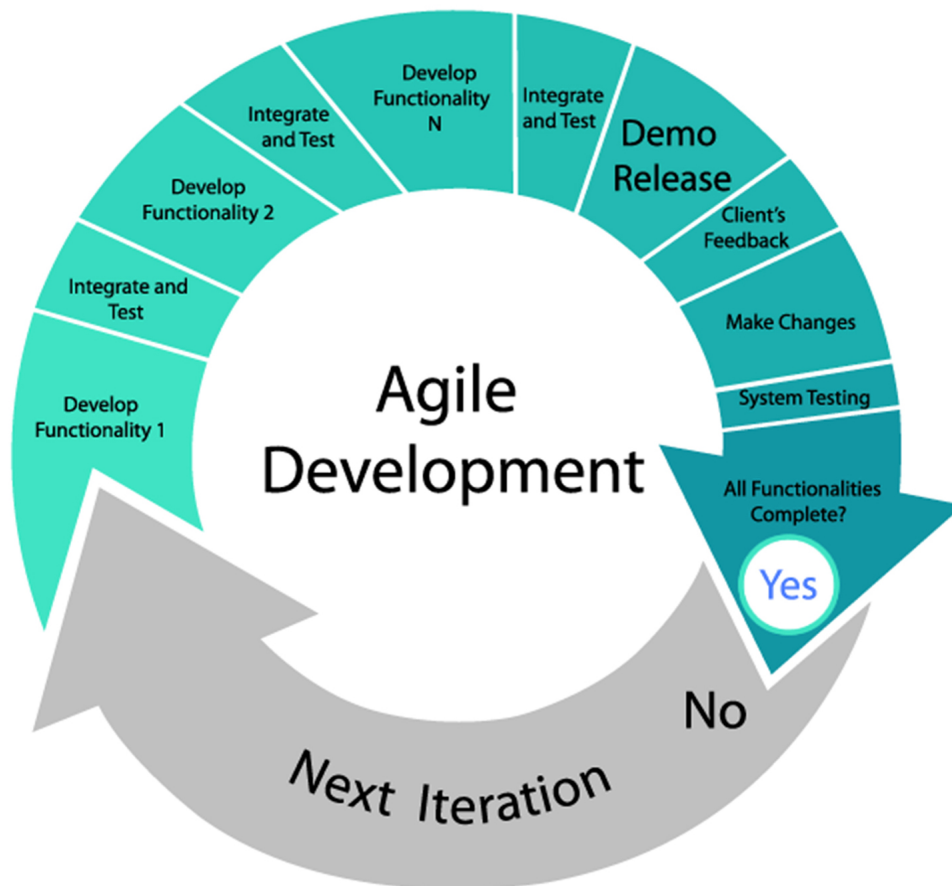 Develop
Functionality 1
Integrate and
Test
Develop
Functionality 2
Integrate
and Test
Develop
Functionality
N
Integrate
and Test
Demo
Release
Client's
Feedback
Make Changes
System Testing
All Functionalities
Complete?
Yes
No
Next Iteration
Agile
Development